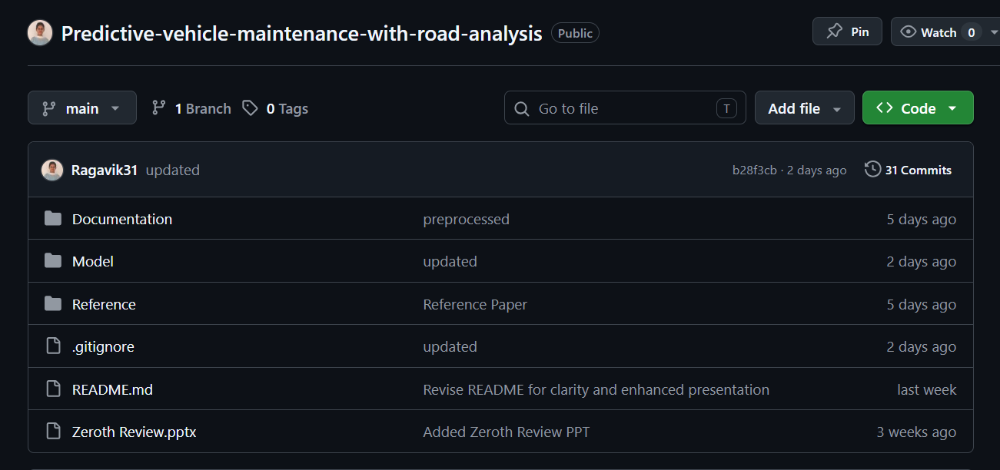 Predictive-vehicle-maintenance-with-road-analysis Public Pin Watch 0
main 1 Branch 0 Tags Go to file T Add file Code
Ragavik31 updated b28f3cb · 2 days ago 31 Commits
Documentation preprocessed 5 days ago
Model updated 2 days ago
Reference Reference Paper 5 days ago
.gitignore updated 2 days ago
README.md Revise README for clarity and enhanced presentation last week
Zeroth Review.pptx Added Zeroth Review PPT 3 weeks ago